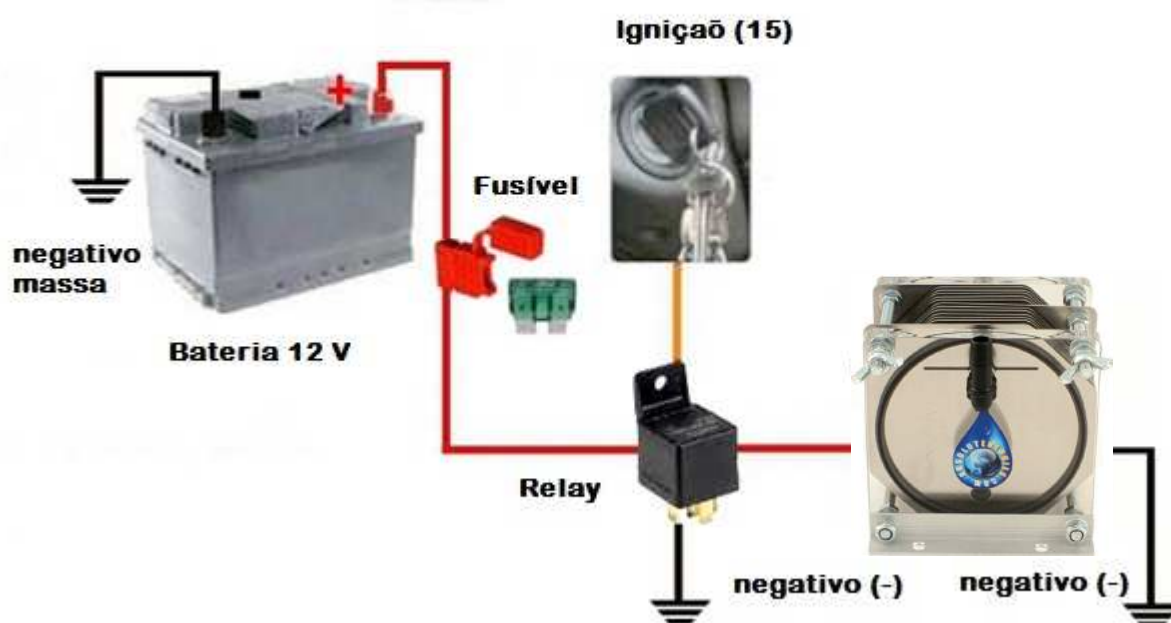 Igniçaõ (15)
+
Fusível
negativo
massa
Bateria 12 V
Relay
negativo (-)
negativo (-)